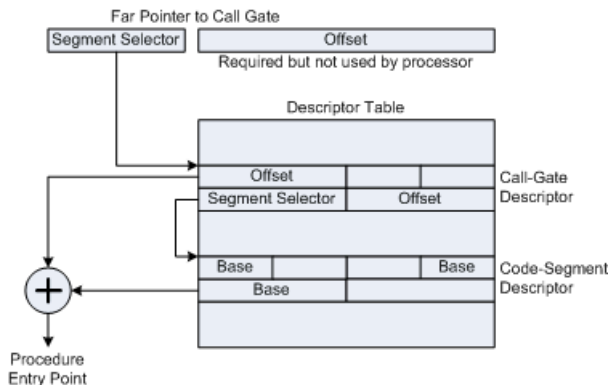 Far Pointer to Call Gate
Segment Selector
Offset
Required but not used by processor
Descriptor Table
Offset
Call-Gate
Segment Selector
Offset
Descriptor
Base
Base
Code-Segment
Base
Descriptor
Procedure
Entry Point